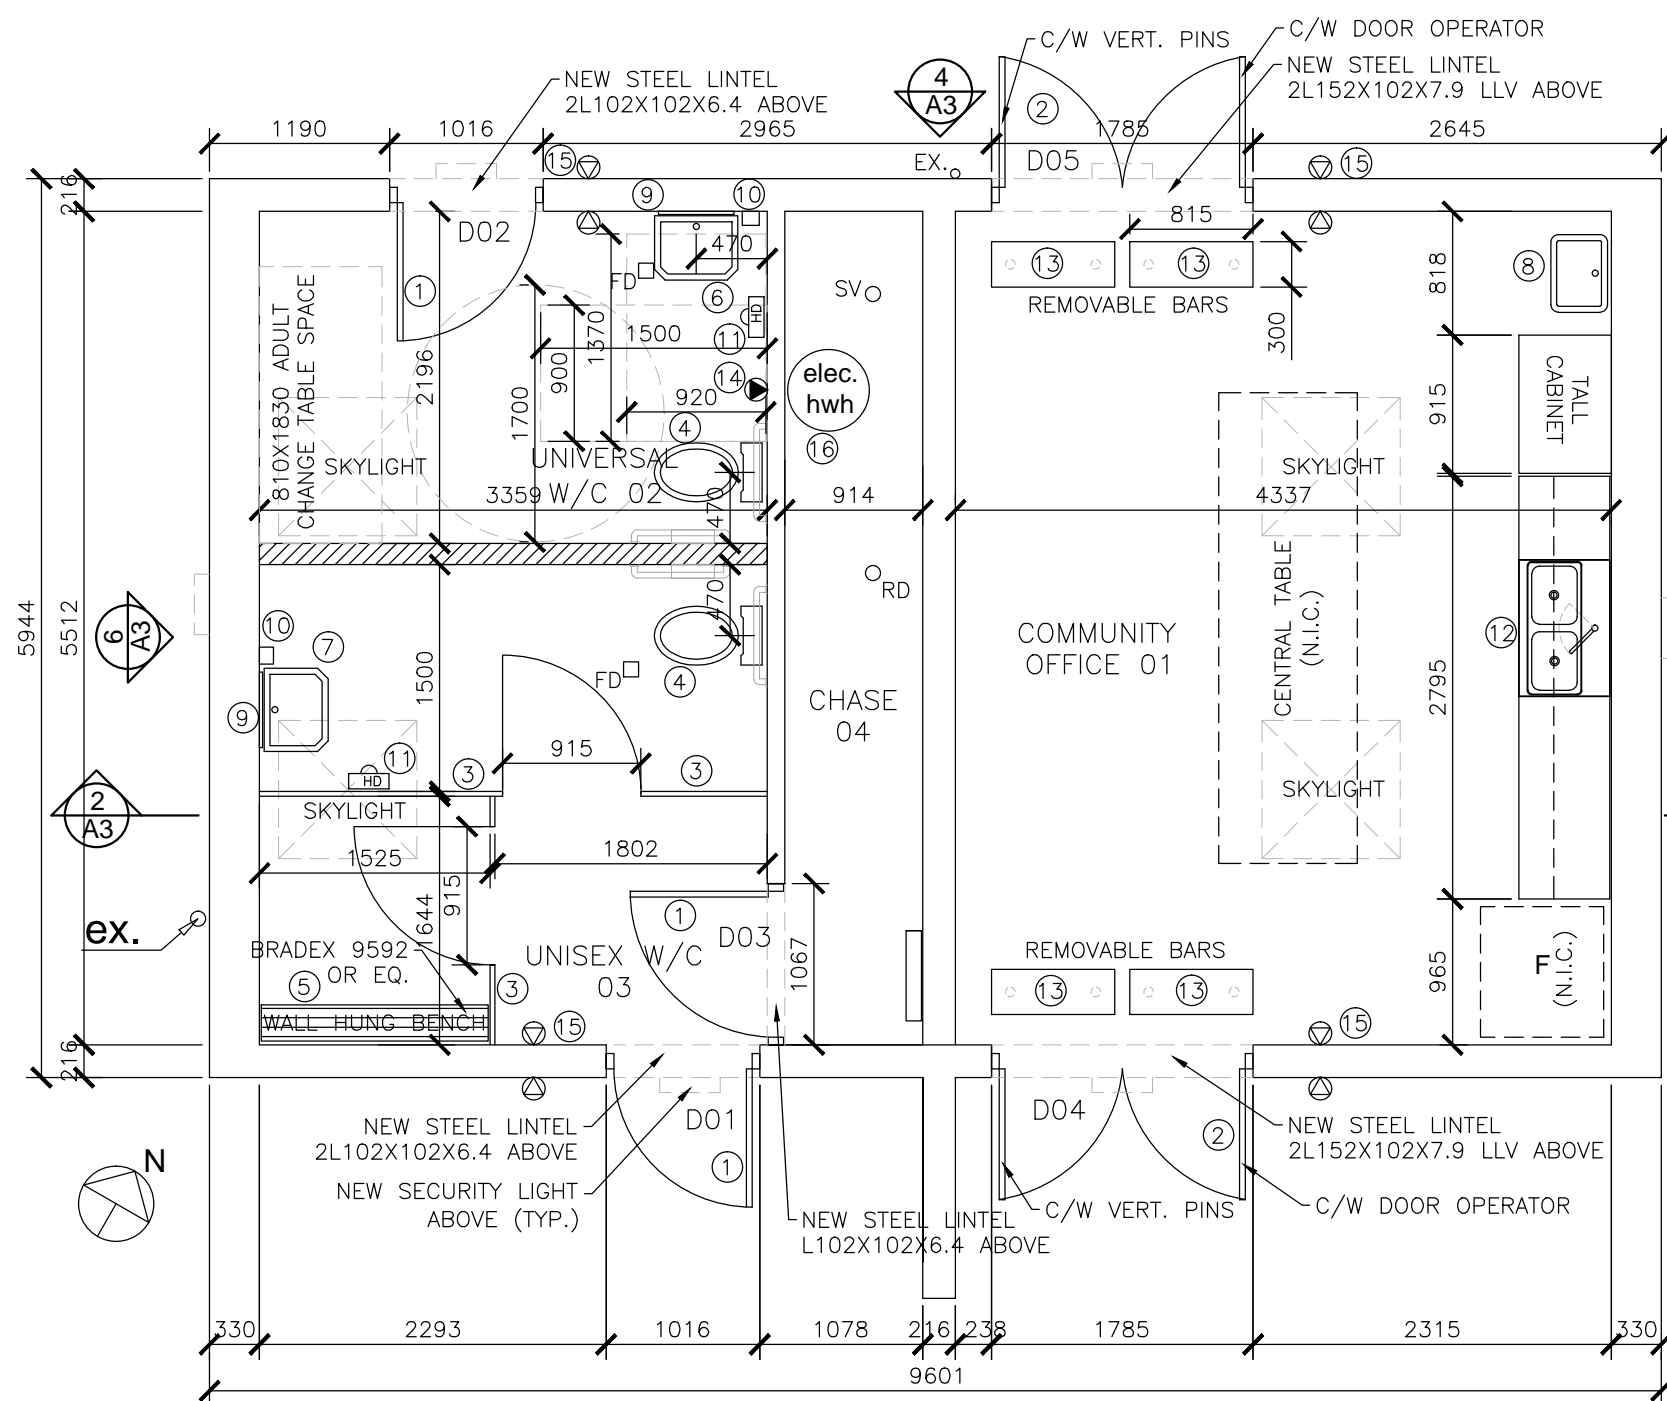 C/W VERT. PINS
C/W DOOR OPERATOR
NEW STEEL LINTEL
2L102X102X6.4 ABOVE
4
A3
NEW STEEL LINTEL
2L152X102X7.9 LLV ABOVE
2
1190
1016
2965
1785
2645
EX.
D05
15
15
216
9
10
D02
815
470
FD
6
HD
11
1
SV
13
13
REMOVABLE BARS
300
818
8
810X1830 ADULT
CHANGE TABLE SPACE
2196
1700
900
1370
1500
14
920
4
elec.
hwh
16
915
TALL
CABINET
SKYLIGHT
UNIVERSAL
W/C 02
SKYLIGHT
3359
470
914
4337
5944
5512
6
A3
10
7
9
470
RD
COMMUNITY
OFFICE 01
CENTRAL TABLE
(N.I.C.)
12
1500
FD
4
2795
CHASE
04
11
HD
3
915
3
SKYLIGHT
SKYLIGHT
2
A3
1525
1802
915
1644
ex.
1
D03
1067
BRADEX 9592
OR EQ.
5
UNISEX W/C
03
3
REMOVABLE BARS
13
13
965
F
(N.I.C.)
WALL HUNG BENCH
15
15
216
NEW STEEL LINTEL
2L102X102X6.4 ABOVE
D01
1
D04
2
NEW STEEL LINTEL
2L152X102X7.9 LLV ABOVE
N
NEW SECURITY LIGHT
ABOVE (TYP.)
NEW STEEL LINTEL
L102X102X6.4 ABOVE
C/W VERT. PINS
C/W DOOR OPERATOR
330
2293
1016
1078
216
238
1785
2315
330
9601